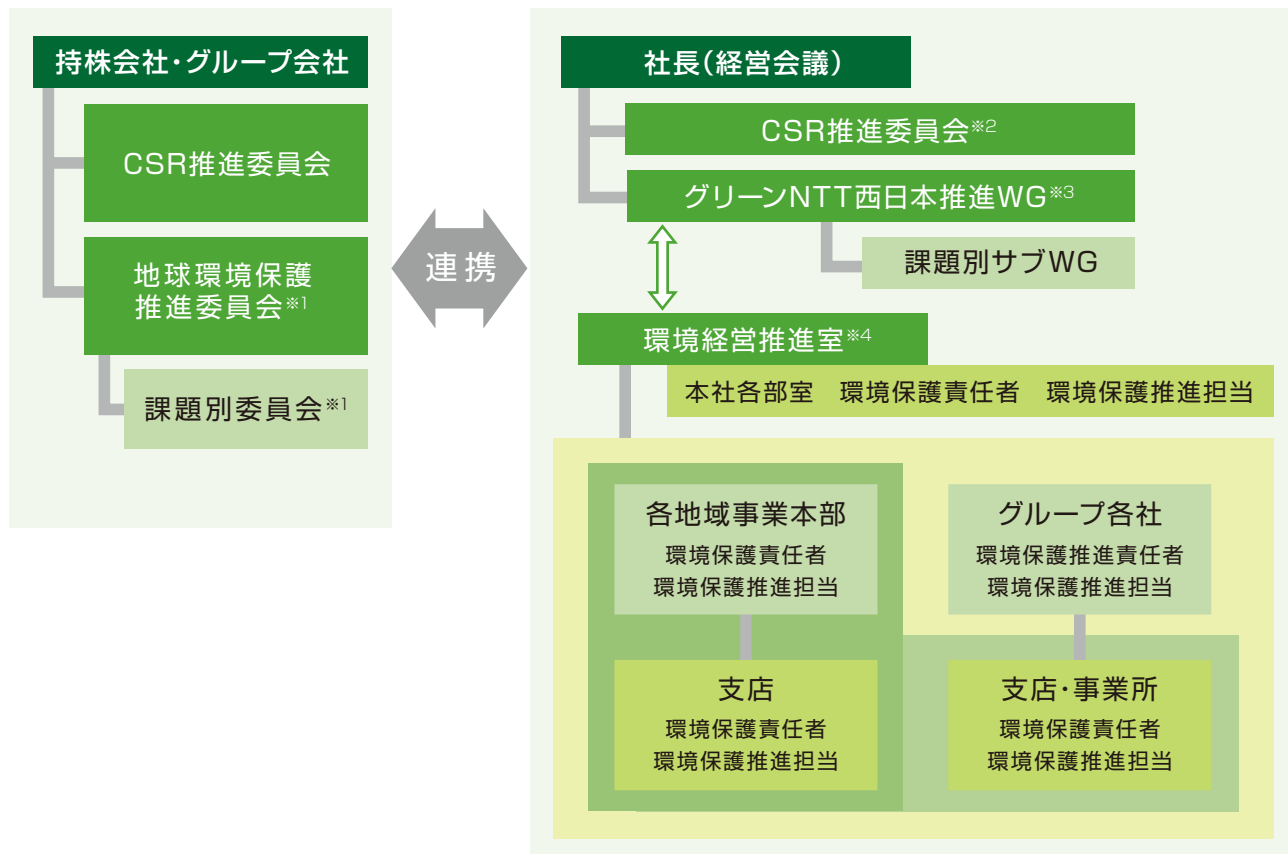 持株会社・グループ会社
CSR推進委員会
地球環境保護
推進委員会※1
課題別委員会※1
連携
社長（経営会議）
CSR推進委員会※2
グリーンNTT西日本推進WG※3
課題別サブWG
環境経営推進室※4
本社各部室　環境保護責任者　環境保護推進担当
各地域事業本部
環境保護責任者
環境保護推進担当
支店
環境保護責任者
環境保護推進担当
グループ各社
環境保護推進責任者
環境保護推進担当
支店・事業所
環境保護責任者
環境保護推進担当